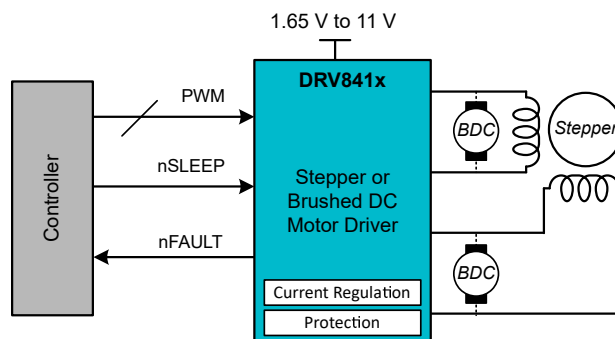 1.65 V to 11 V
DRV841x
PWM
nSLEEP
nFAULT
Controller
Stepper or
Brushed DC
Motor Driver
Current Regulation
Protection
BDC
Stepper
BDC